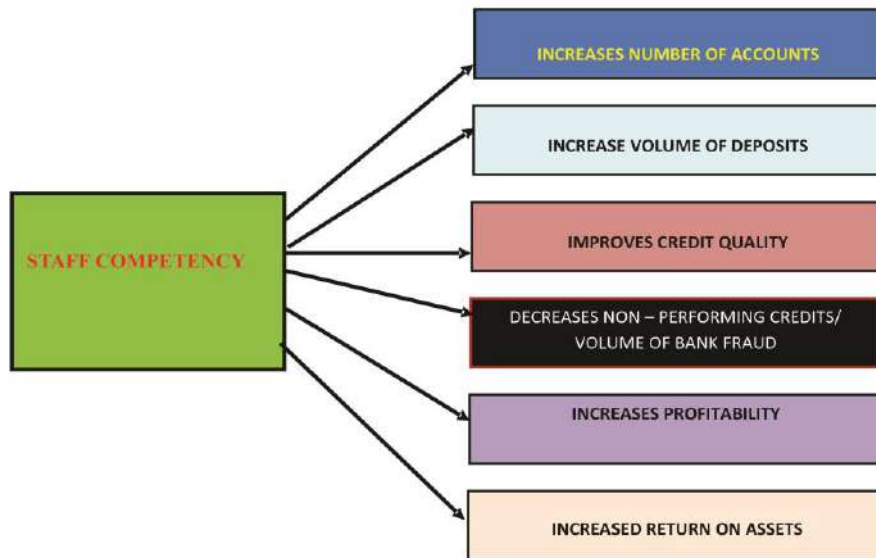 INCREASES NUMBER OF ACCOUNTS
INCREASE VOLUME OF DEPOSITS
STAFF COMPETENCY
IMPROVES CREDIT QUALITY
DECREASES NON – PERFORMING CREDITS/
VOLUME OF BANK FRAUD
INCREASES PROFITABILITY
INCREASED RETURN ON ASSETS